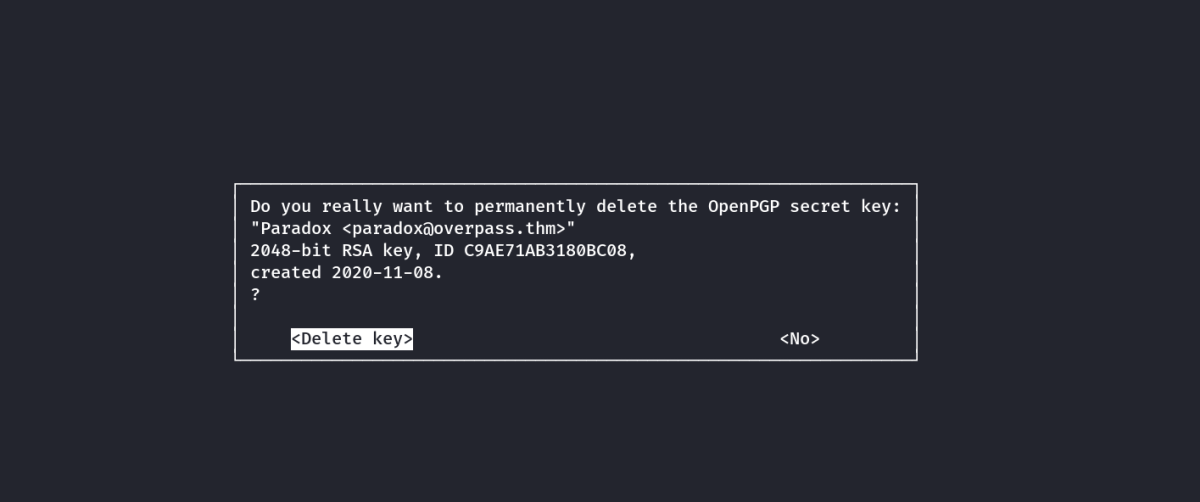 Do you really want to permanently delete the OpenPGP secret key:
"Paradox <paradox@overpass.thm>"
2048-bit RSA key, ID C9AE71AB3180BC08,
created 2020-11-08.
?
<Delete key> <No>